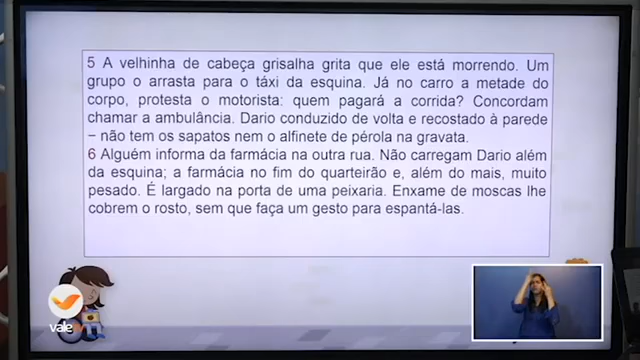 5 A velhinha de cabeça grisalha grita que ele está morrendo. Um
grupo o arrasta para o táxi da esquina. Já no carro a metade do
corpo, protesta o motorista: quem pagará a corrida? Concordam
chamar a ambulância. Dario conduzido de volta e recostado à parede
– não tem os sapatos nem o alfinete de pérola na gravata.
6 Alguém informa da farmácia na outra rua. Não carregam Dario além
da esquina; a farmácia no fim do quarteirão e, além do mais, muito
pesado. É largado na porta de uma peixaria. Enxame de moscas lhe
cobrem o rosto, sem que faça um gesto para espantá-las.
vale